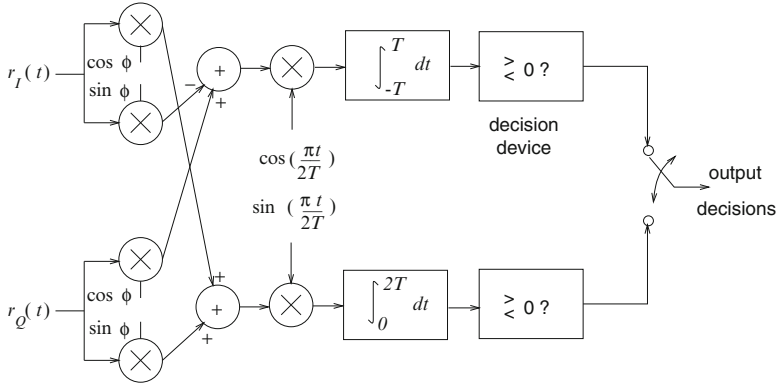 r_I(t)
cos ϕ
sin ϕ
+
−
+
∫_{-T}^{T} dt
≥ < 0 ?
decision
device
cos(πt/2T)
sin (πt/2T)
output
decisions
r_Q(t)
cos ϕ
sin ϕ
+
+
+
∫_0^{2T} dt
≥ < 0 ?